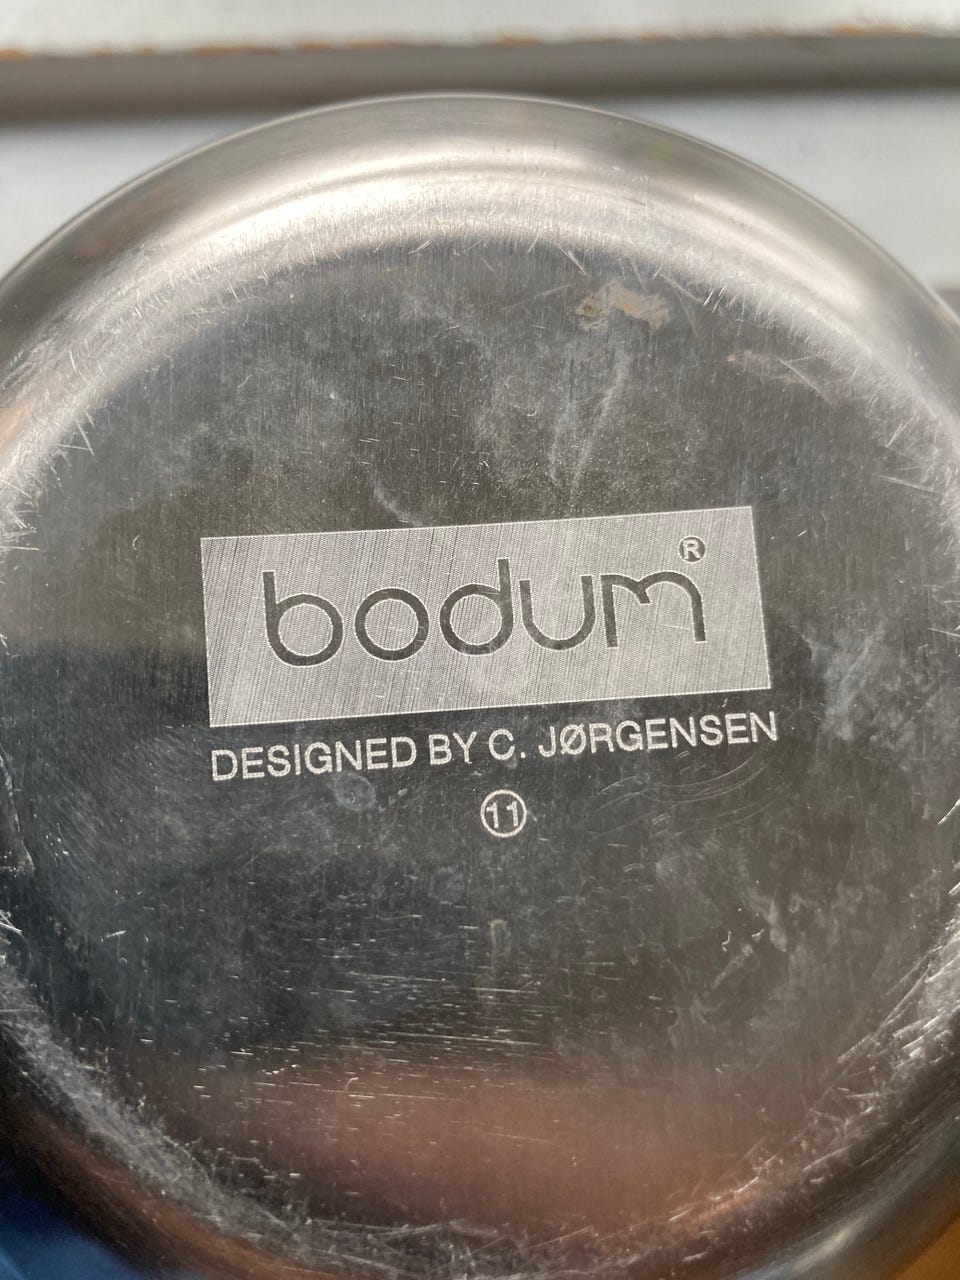 bodum®
DESIGNED BY C. JØRGENSEN
11